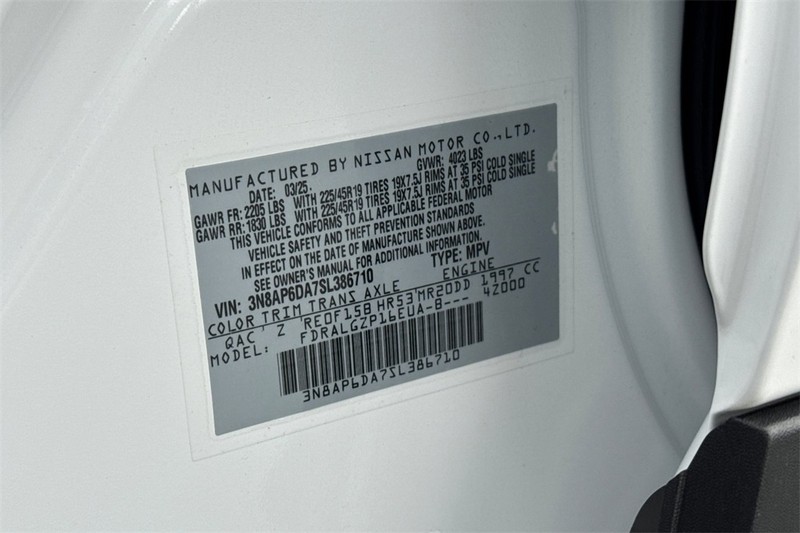 MANUFACTURED BY NISSAN MOTOR CO.,LTD.
DATE: 03/25. GVWR: 4023 LBS
GAWR FR: 2205 LBS WITH 225/45R19 TIRES 19X7.5J RIMS AT 35 PSI COLD SINGLE
GAWR RR: 1830 LBS WITH 225/45R19 TIRES 19X7.5J RIMS AT 35 PSI COLD SINGLE
THIS VEHICLE CONFORMS TO ALL APPLICABLE FEDERAL MOTOR
VEHICLE SAFETY AND THEFT PREVENTION STANDARDS
IN EFFECT ON THE DATE OF MANUFACTURE SHOWN ABOVE.
SEE OWNER'S MANUAL FOR ADDITIONAL INFORMATION.
VIN: 3N8AP6DA7SL386710 TYPE: MPV
COLOR TRIM TRANS AXLE ENGINE
QAC' Z 'RE0F15B HR53'MR20DD 1997 CC
MODEL: FDRALGZP16EUA-B--- 42000
3N8AP6DA7SL386710